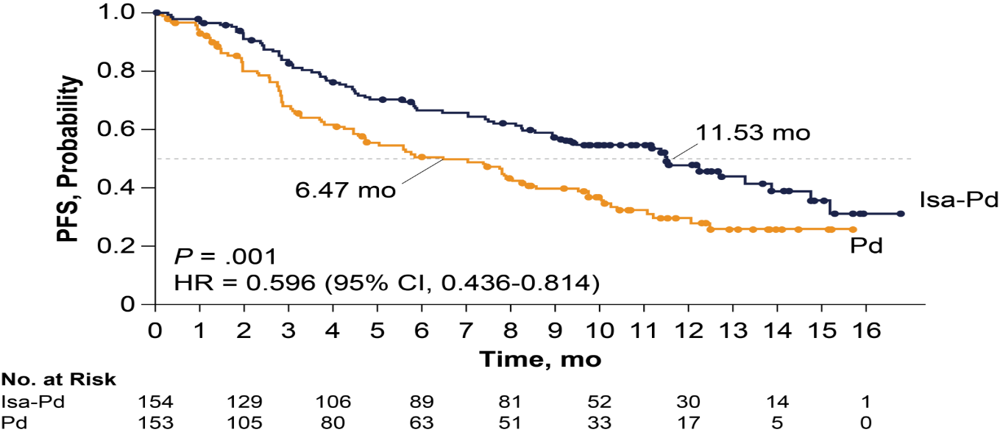 1.0
0.8
0.6
0.4
0.2
0
PFS, Probability
11.53 mo
6.47 mo
Isa-Pd
Pd
P = .001
HR = 0.596 (95% CI, 0.436-0.814)
0 1 2 3 4 5 6 7 8 9 10 11 12 13 14 15 16
Time, mo
No. at Risk
Isa-Pd 154 129 106 89 81 52 30 14 1
Pd 153 105 80 63 51 33 17 5 0